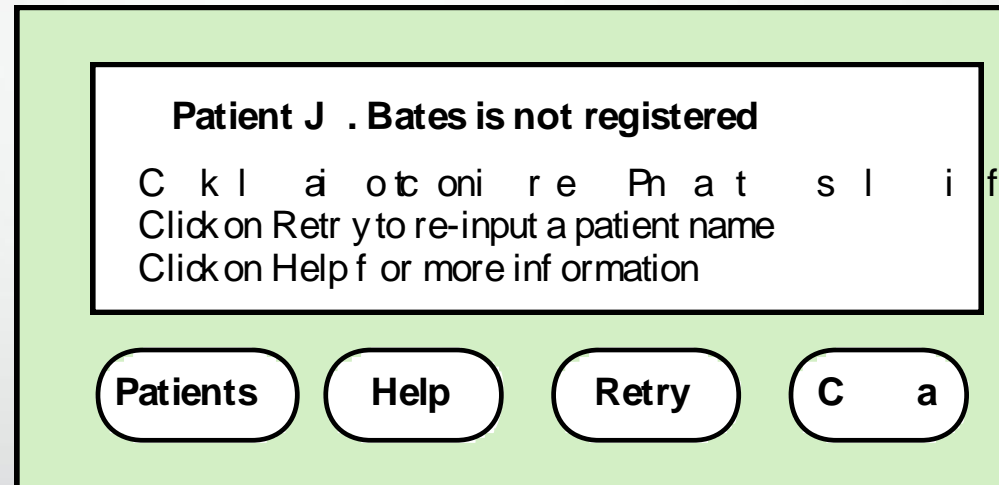 Patient J. Bates is not registered
Click on Retry to re-input a patient name
Click on Help for more information
Patients
Help
Retry